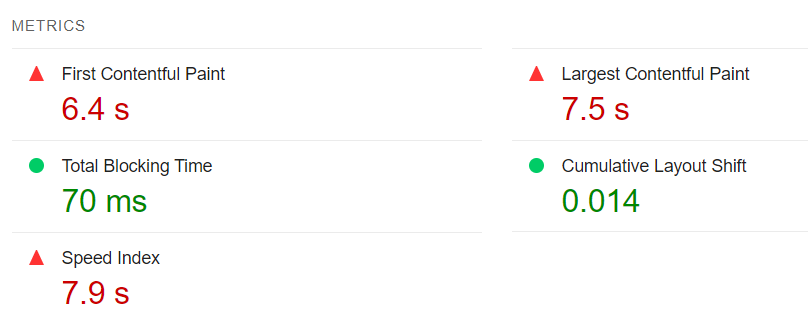 METRICS
First Contentful Paint
6.4 s
Largest Contentful Paint
7.5 s
Total Blocking Time
70 ms
Cumulative Layout Shift
0.014
Speed Index
7.9 s